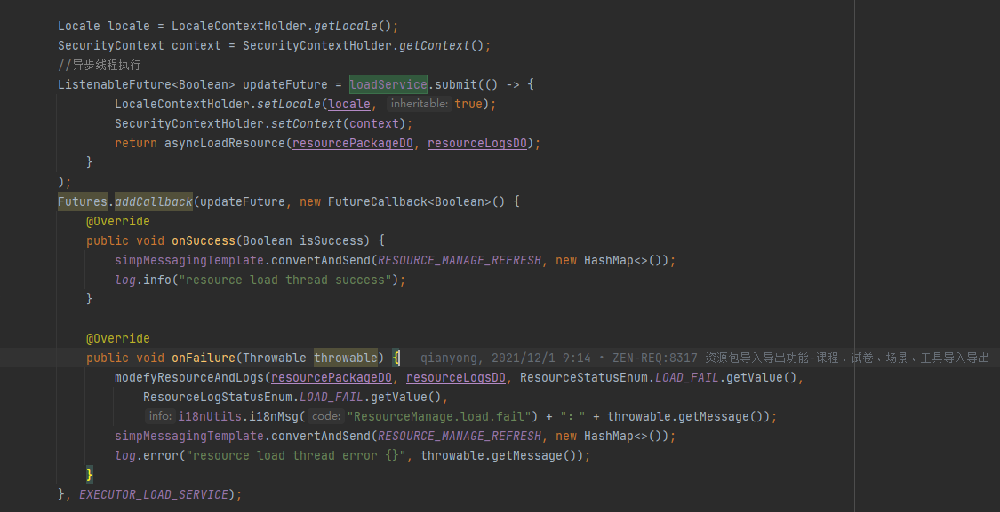 Locale locale = LocaleContextHolder.getLocale();
SecurityContext context = SecurityContextHolder.getContext();
//异步线程执行
ListenableFuture<Boolean> updateFuture = loadService.submit(() -> {
LocaleContextHolder.setLocale(locale, inheritable: true);
SecurityContextHolder.setContext(context);
return asyncLoadResource(resourcePackageDO, resourceLogsDO);
}
);
Futures.addCallback(updateFuture, new FutureCallback<Boolean>() {
@Override
public void onSuccess(Boolean isSuccess) {
simpMessagingTemplate.convertAndSend(RESOURCE_MANAGE_REFRESH, new HashMap<>());
log.info("resource load thread success");
}
@Override
public void onFailure(Throwable throwable) { qianyong, 2021/12/1 9:14 • ZEN-REQ:8317 资源包导入导出功能-课程、试卷、场景、工具导入导出
modefyResourceAndLogs(resourcePackageDO, resourceLogsDO, ResourceStatusEnum.LOAD_FAIL.getValue(),
ResourceLogStatusEnum.LOAD_FAIL.getValue(),
info: i18nUtils.i18nMsg( code: "ResourceManage.load.fail") + "：" + throwable.getMessage());
simpMessagingTemplate.convertAndSend(RESOURCE_MANAGE_REFRESH, new HashMap<>());
log.error("resource load thread error {}", throwable.getMessage());
}
}, EXECUTOR_LOAD_SERVICE);